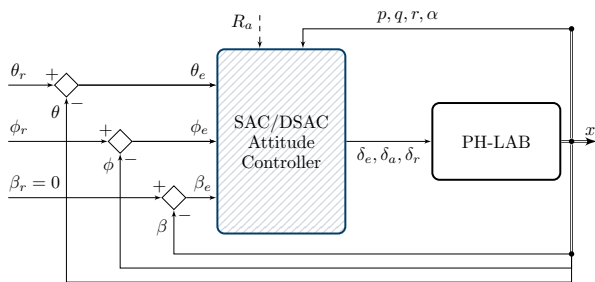 R_a
p, q, r, α
θ_r
+
−
θ
θ_e
ϕ_r
+
−
ϕ
ϕ_e
β_r = 0
+
−
β
β_e
SAC/DSAC
Attitude
Controller
δ_e, δ_a, δ_r
PH-LAB
x